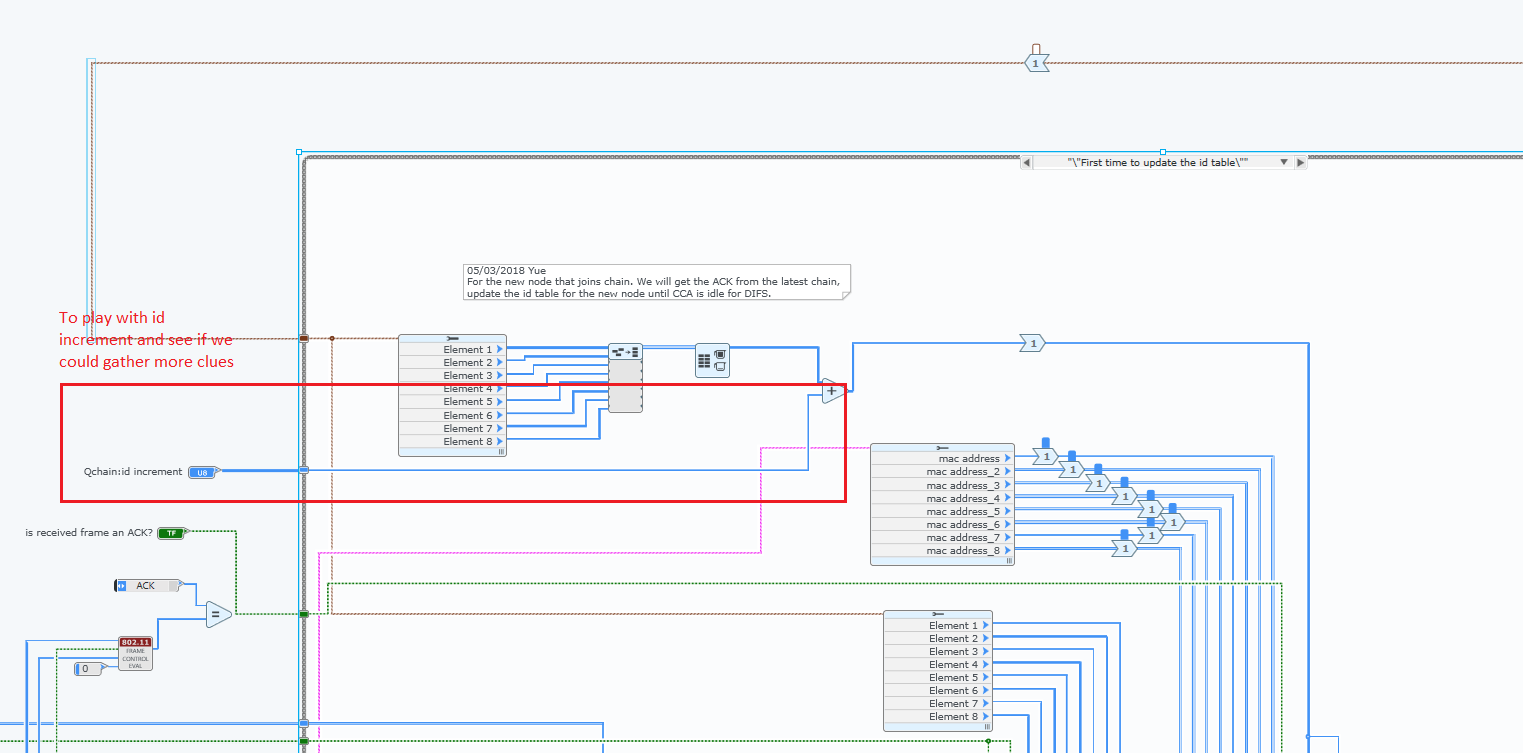 1
"\"First time to update the id table\""
05/03/2018 Yue
For the new node that joins chain. We will get the ACK from the latest chain,
update the id table for the new node until CCA is idle for DIFS.
To play with id
increment and see if we
could gather more clues
Element 1
Element 2
Element 3
Element 4
Element 5
Element 6
Element 7
Element 8
+
1
Qchain:id increment U8
mac address
mac address_2
mac address_3
mac address_4
mac address_5
mac address_6
mac address_7
mac address_8
1
1
1
1
1
1
1
1
is received frame an ACK? TF
ACK
=
802.11
FRAME
CONTROL
EVAL
0
Element 1
Element 2
Element 3
Element 4
Element 5
Element 6
Element 7
Element 8